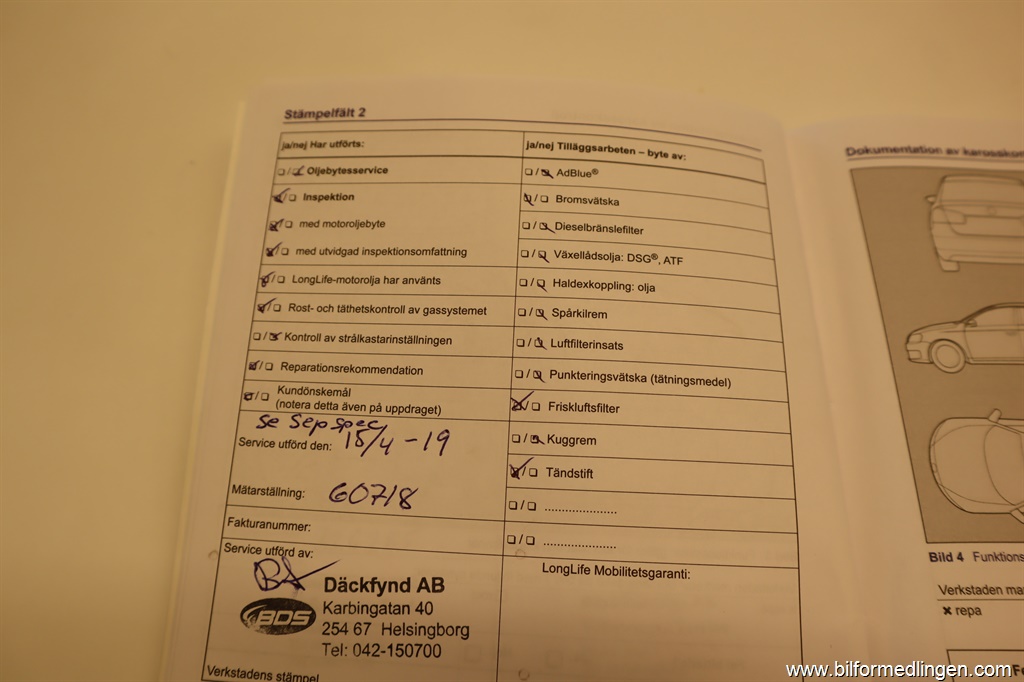 Stämpelfält 2
ja/nej Har utförts:
Oljebytesservice
Inspektion
med motoroljebyte
med utvidgad inspektionsomfattning
LongLife-motorolja har använts
Rost- och täthetskontroll av gassystemet
Kontroll av strålkastarinställningen
Reparationsrekommendation
Kundönskemål
(notera detta även på uppdraget)
se Sep spec
Service utförd den: 15/4 -19
Mätarställning: 60718
Fakturanummer:
Service utförd av:
BDS
Däckfynd AB
Karbingatan 40
254 67 Helsingborg
Tel: 042-150700
Verkstadens stämpel
ja/nej Tilläggsarbeten – byte av:
AdBlue®
Bromsvätska
Dieselbränslefilter
Växellådsolja: DSG®, ATF
Haldexkoppling: olja
Spårkilrem
Luftfilterinsats
Punkteringsvätska (tätningsmedel)
Friskluftsfilter
Kuggrem
Tändstift
......................
......................
LongLife Mobilitetsgaranti:
Dokumentation av karosskon
Bild 4 Funktions
Verkstaden ma
repa
www.bilformedlingen.com